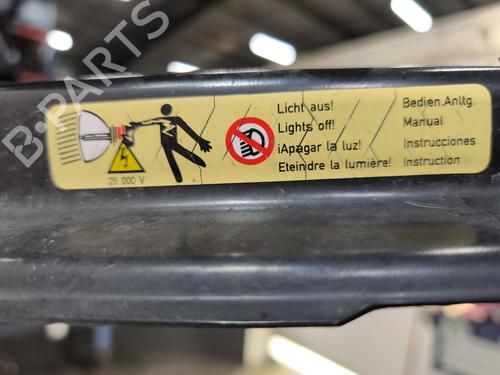 B-PARTS
25 000 V
Licht aus!
Lights off!
¡Apagar la luz!
Eteindre la lumière!
Bedien.Anltg.
Manual
Instrucciones
Instruction